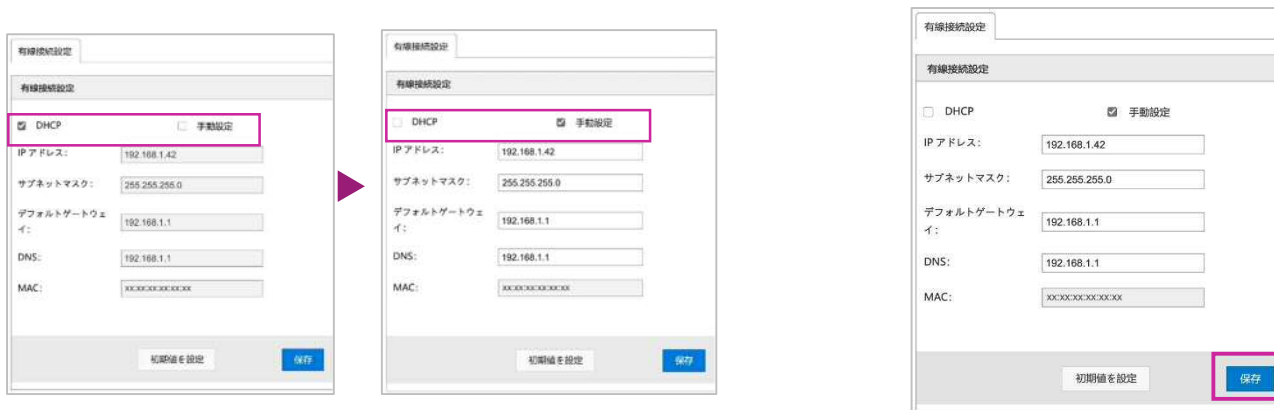 有線接続設定
有線接続設定
DHCP 手動設定
IP アドレス: 192.168.1.42
サブネットマスク: 255.255.255.0
デフォルトゲートウェ
イ: 192.168.1.1
DNS: 192.168.1.1
MAC: xx:xx:xx:xx:xx:xx
初期値を設定 保存
有線接続設定
有線接続設定
DHCP 手動設定
IP アドレス: 192.168.1.42
サブネットマスク: 255.255.255.0
デフォルトゲートウェ
イ: 192.168.1.1
DNS: 192.168.1.1
MAC: xx:xx:xx:xx:xx:xx
初期値を設定 保存
有線接続設定
有線接続設定
DHCP 手動設定
IP アドレス: 192.168.1.42
サブネットマスク: 255.255.255.0
デフォルトゲートウェ
イ: 192.168.1.1
DNS: 192.168.1.1
MAC: xx:xx:xx:xx:xx:xx
初期値を設定 保存